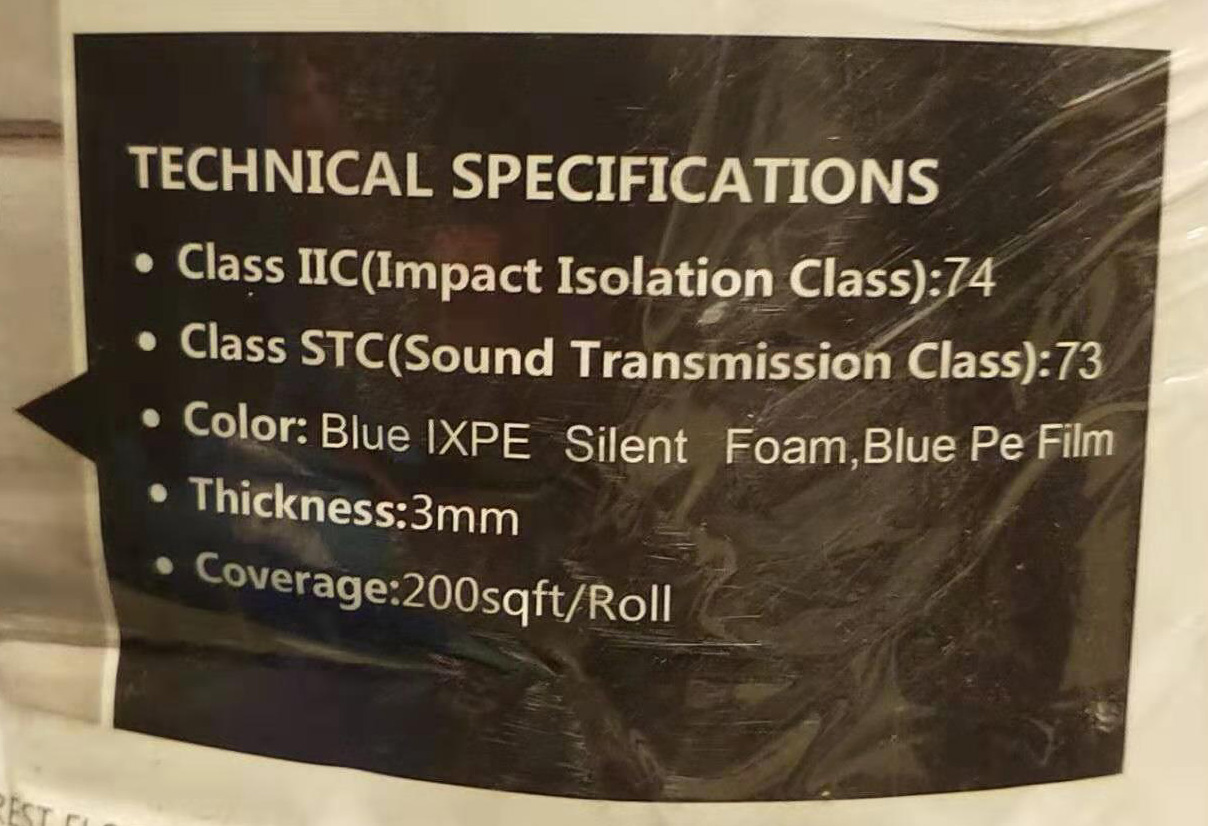 TECHNICAL SPECIFICATIONS
• Class IIC(Impact Isolation Class):74
• Class STC(Sound Transmission Class):73
• Color: Blue IXPE Silent Foam,Blue Pe Film
• Thickness:3mm
• Coverage:200sqft/Roll